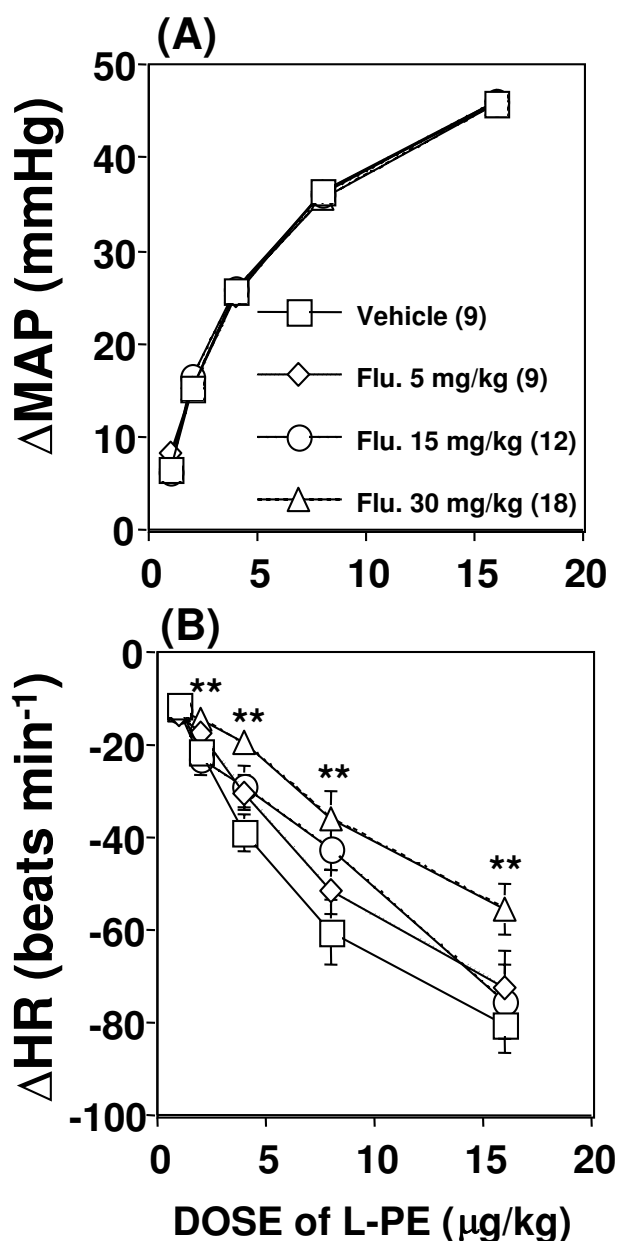 (A)
50
40
30
20
10
0
ΔMAP (mmHg)
Vehicle (9)
Flu. 5 mg/kg (9)
Flu. 15 mg/kg (12)
Flu. 30 mg/kg (18)
0 5 10 15 20
(B)
0
-20
-40
-60
-80
-100
ΔHR (beats min-1)
**
**
**
**
0 5 10 15 20
DOSE of L-PE (μg/kg)